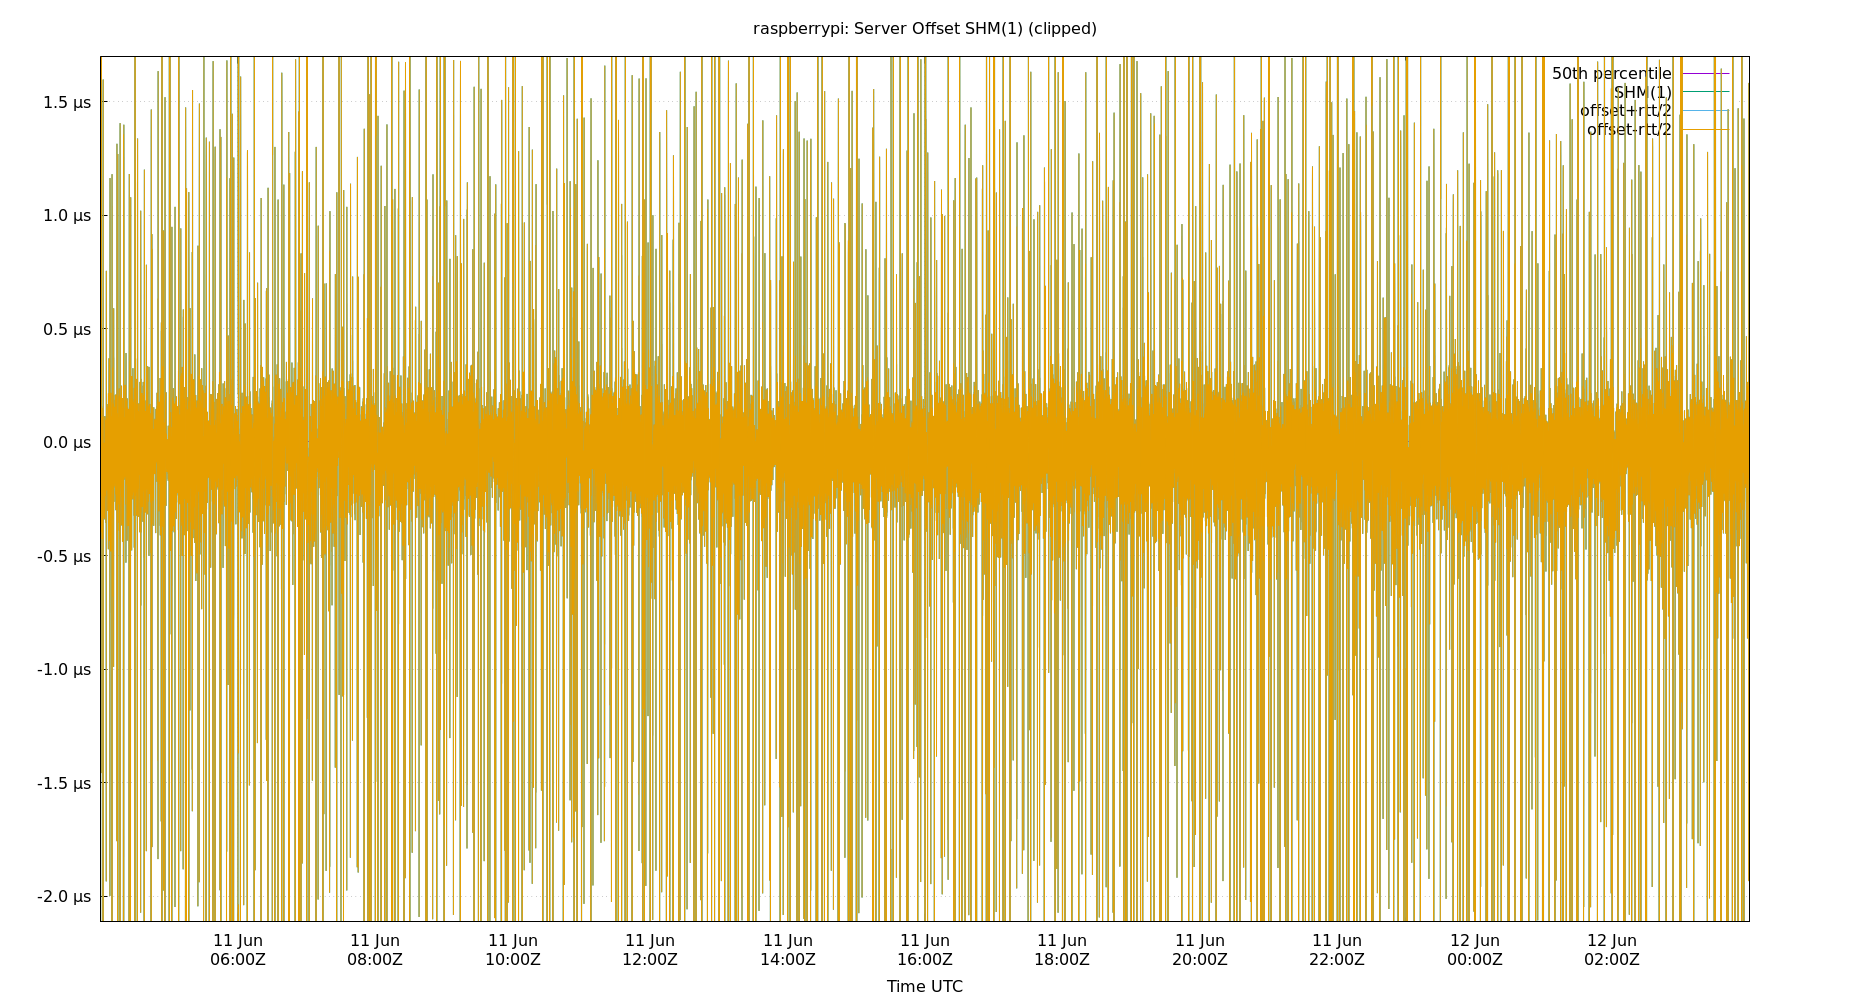 raspberrypi: Server Offset SHM(1) (clipped)
50th percentile
SHM(1)
offset+rtt/2
offset-rtt/2
1.5 µs
1.0 µs
0.5 µs
0.0 µs
-0.5 µs
-1.0 µs
-1.5 µs
-2.0 µs
11 Jun 11 Jun 11 Jun 11 Jun 11 Jun 11 Jun 11 Jun 11 Jun 11 Jun 12 Jun 12 Jun
06:00Z 08:00Z 10:00Z 12:00Z 14:00Z 16:00Z 18:00Z 20:00Z 22:00Z 00:00Z 02:00Z
Time UTC